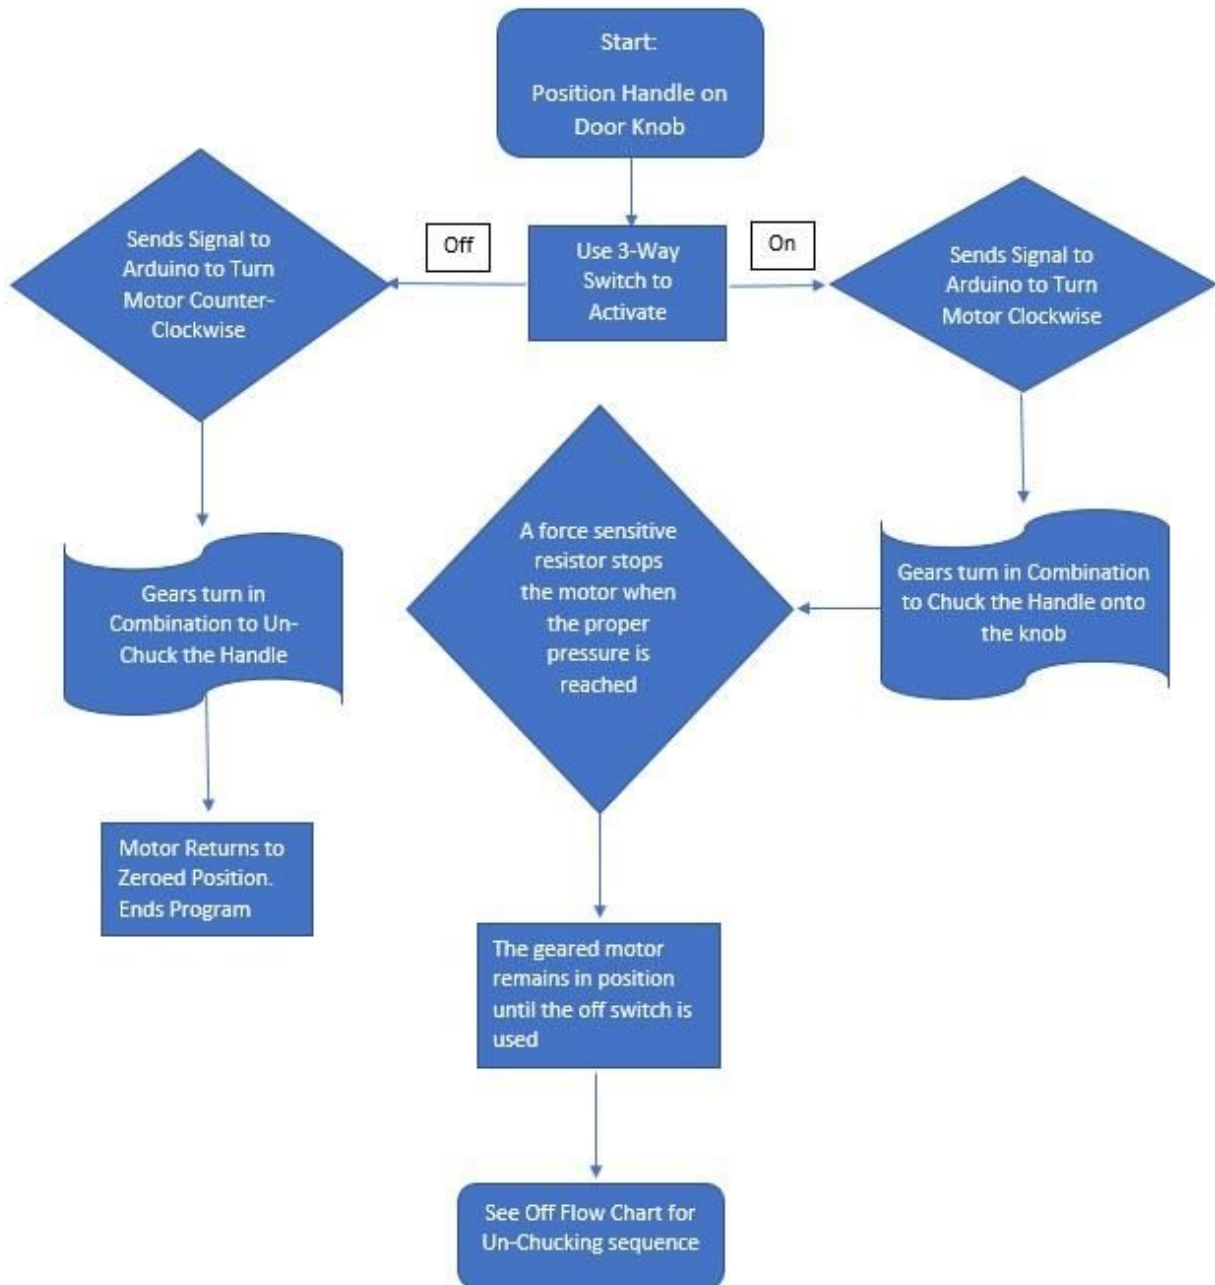 Start:
Position Handle on
Door Knob
Off
Use 3-Way
Switch to
Activate
On
Sends Signal to
Arduino to Turn
Motor Counter-
Clockwise
Sends Signal to
Arduino to Turn
Motor Clockwise
Gears turn in
Combination to Un-
Chuck the Handle
A force sensitive
resistor stops
the motor when
the proper
pressure is
reached
Gears turn in Combination
to Chuck the Handle onto
the knob
Motor Returns to
Zeroed Position.
Ends Program
The geared motor
remains in position
until the off switch is
used
See Off Flow Chart for
Un-Chucking sequence